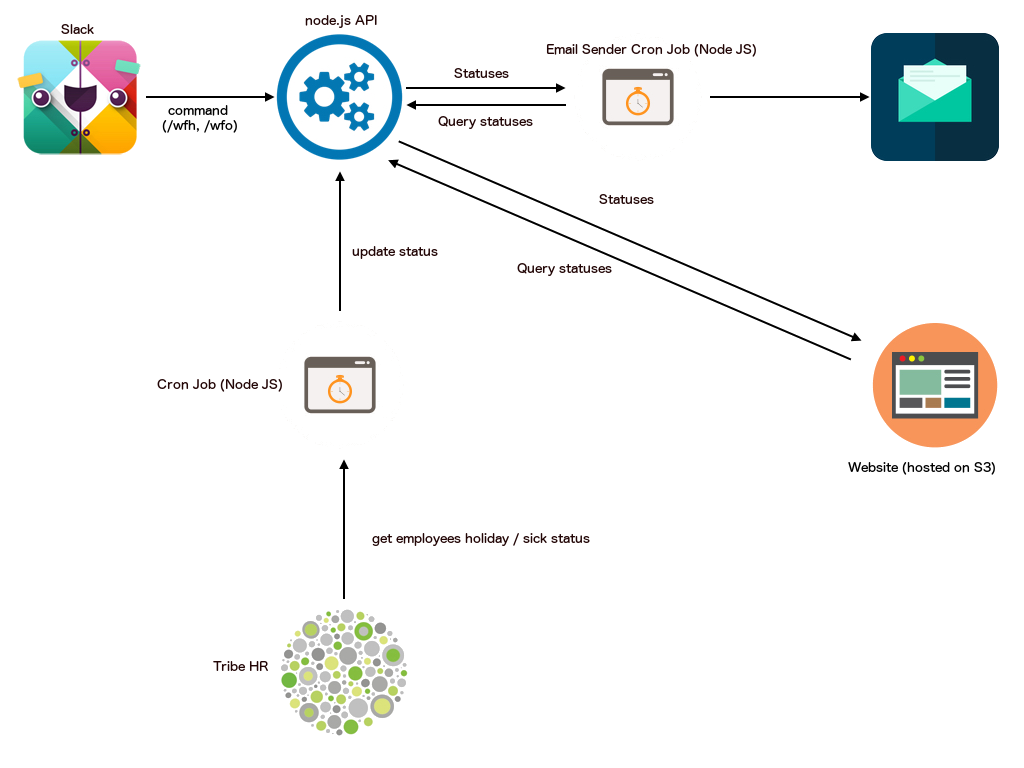 Slack
node.js API
Email Sender Cron Job (Node JS)
command
(/wfh, /wfo)
Statuses
Query statuses
Statuses
Query statuses
update status
Cron Job (Node JS)
Website (hosted on S3)
get employees holiday / sick status
Tribe HR